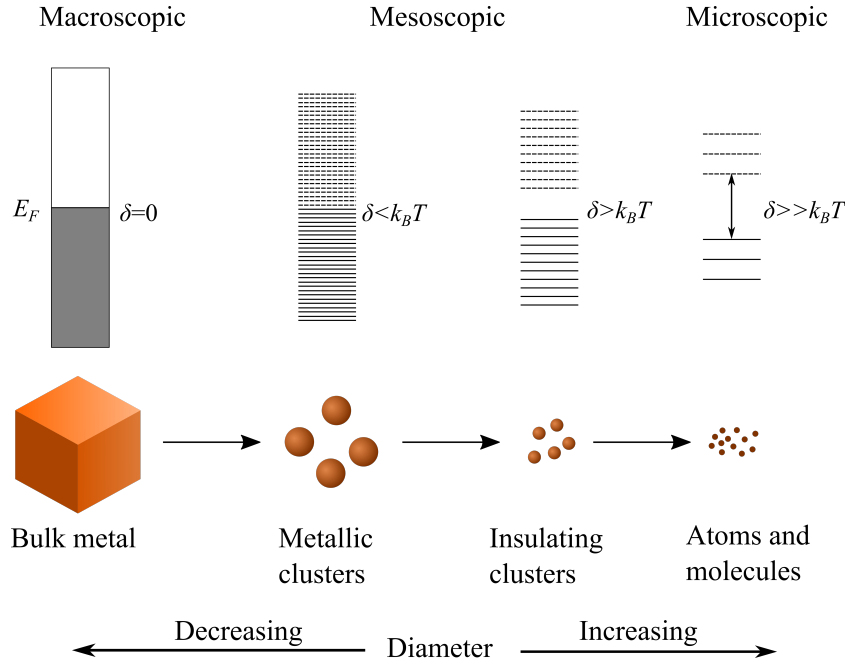 Macroscopic
Mesoscopic
Microscopic
E_F
δ=0
δ<k_BT
δ>k_BT
δ>>k_BT
Bulk metal
Metallic
clusters
Insulating
clusters
Atoms and
molecules
Decreasing
Diameter
Increasing